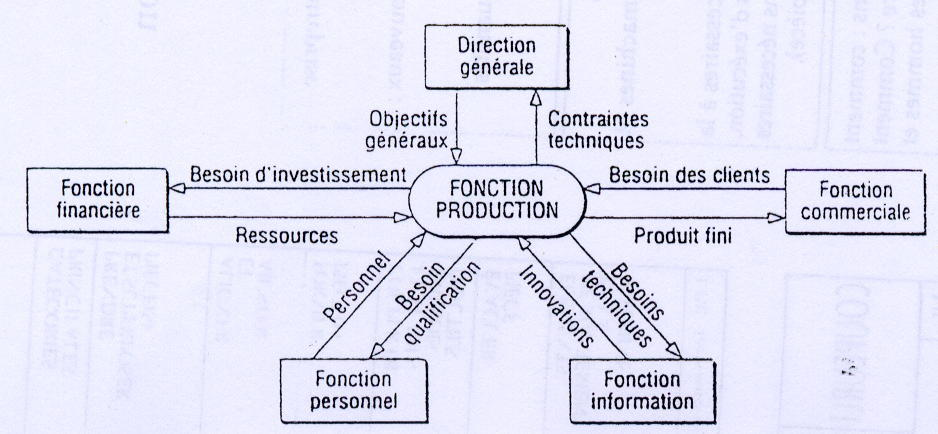 Direction
générale
Objectifs
généraux
Contraintes
techniques
Fonction
financière
Besoin d'investissement
Ressources
FONCTION
PRODUCTION
Besoin des clients
Produit fini
Fonction
commerciale
Personnel
Besoin
qualification
Innovations
Besoins
techniques
Fonction
personnel
Fonction
information